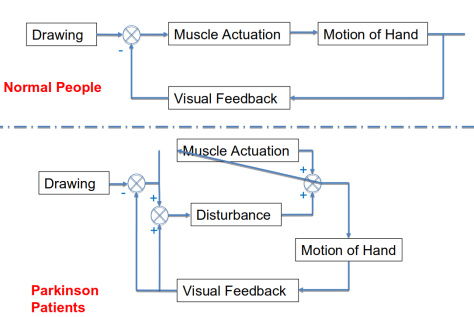 Drawing
Muscle Actuation
Motion of Hand
-
Normal People
Visual Feedback
Muscle Actuation
Drawing
+
-
+
+
Disturbance
+
Motion of Hand
Parkinson
Patients
Visual Feedback